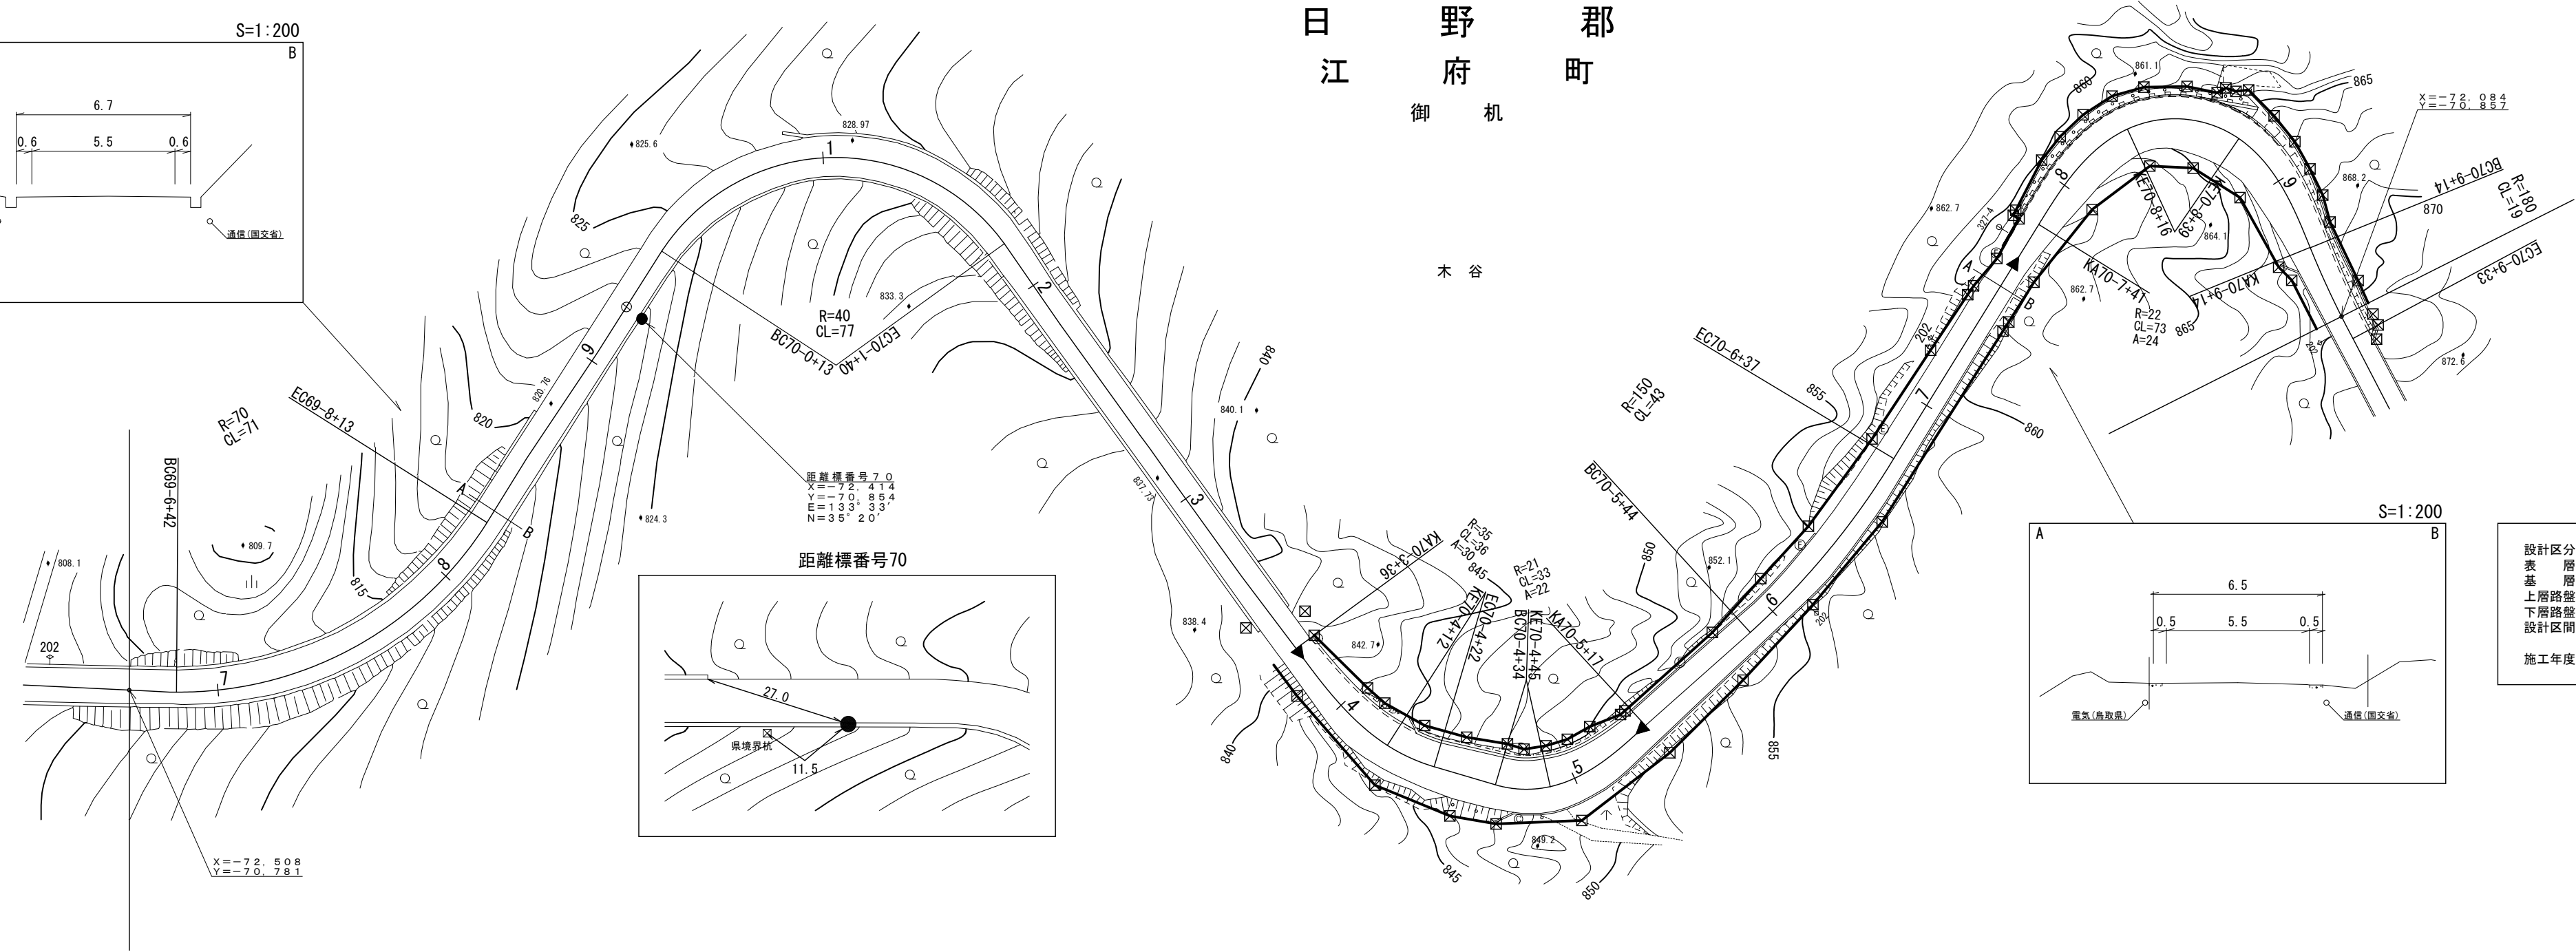 日 野 郡
江 府 町
御 机
木 谷
S=1:200
B
6.7
0.6
5.5
0.6
通信(国交省)
R=70
CL=71
EC69-8+13
BC69-6+42
809.7
808.1
202
815
820
820.76
825
825.6
828.97
824.3
833.3
7
8
9
A
B
X=-72, 508
Y=-70, 781
1
2
3
R=40
CL=77
BC70-0+13
EC70-1+40
距離標番号70
X=-72, 414
Y=-70, 854
E=133° 33′
N=35° 20′
距離標番号70
27.0
県境界杭
11.5
840
840.1
837.73
838.4
842.7
840
845
845
849.2
850
850
852.1
855
855
860
4
5
6
7
KA70-3+36
R=35
CL=36
A=30
KE70-4+12
EC70-4+22
R=21
CL=33
A=22
BC70-4+34
KE70-4+45
KA70-5+17
BC70-5+44
R=150
CL=43
EC70-6+37
202
202
A
B
327-4
862.7
862.7
860
861.1
865
8
9
KE70-8+16
KE70-8+39
864.1
KA70-7+41
R=22
CL=73
A=24
865
KA70-9+14
BC70-9+14
868.2
870
R=180
CL=19
EC70-9+33
872.6
202
X=-72, 084
Y=-70, 857
S=1:200
A
B
6.5
0.5
5.5
0.5
電気(鳥取県)
通信(国交省)
設計区分
表 層
基 層
上層路盤
下層路盤
設計区間
施工年度